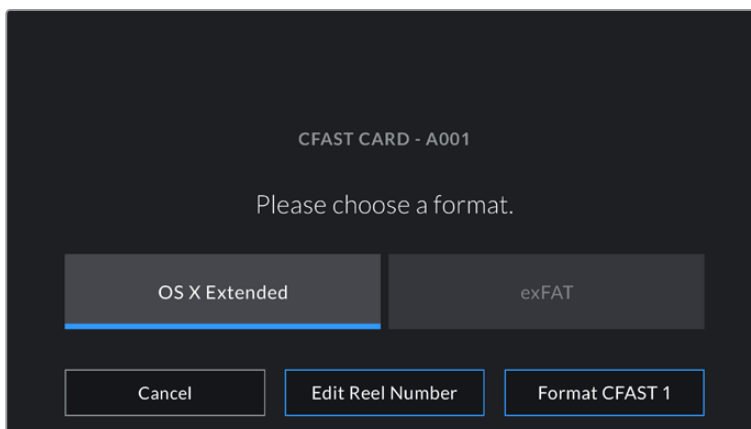 CFAST CARD - A001
Please choose a format.
OS X Extended exFAT
Cancel Edit Reel Number Format CFAST 1